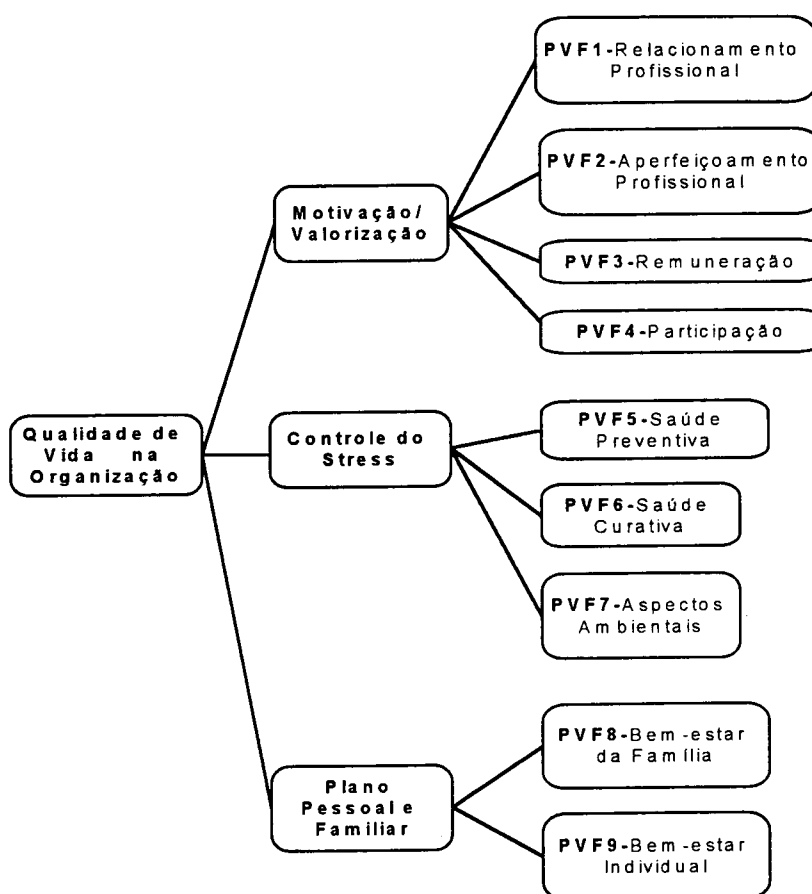 PVF1-Relacionamento
Profissional
PVF2-Aperfeiçoamento
Profissional
Motivação/
Valorização
PVF3-Remuneração
PVF4-Participação
Qualidade de
Vida na
Organização
Controle do
Stress
PVF5-Saúde
Preventiva
PVF6-Saúde
Curativa
PVF7-Aspectos
Ambientais
Plano
Pessoal e
Familiar
PVF8-Bem-estar
da Família
PVF9-Bem-estar
Individual